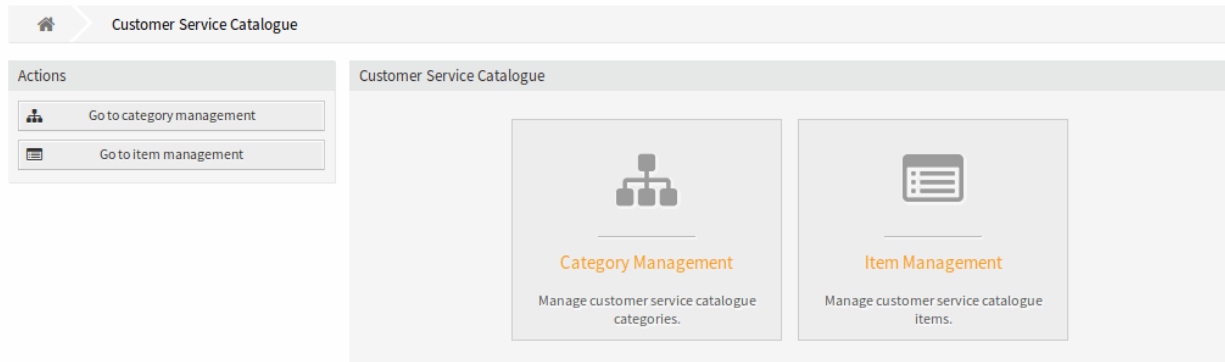 Customer Service Catalogue
Actions
Go to category management
Go to item management
Customer Service Catalogue
Category Management
Manage customer service catalogue
categories.
Item Management
Manage customer service catalogue
items.